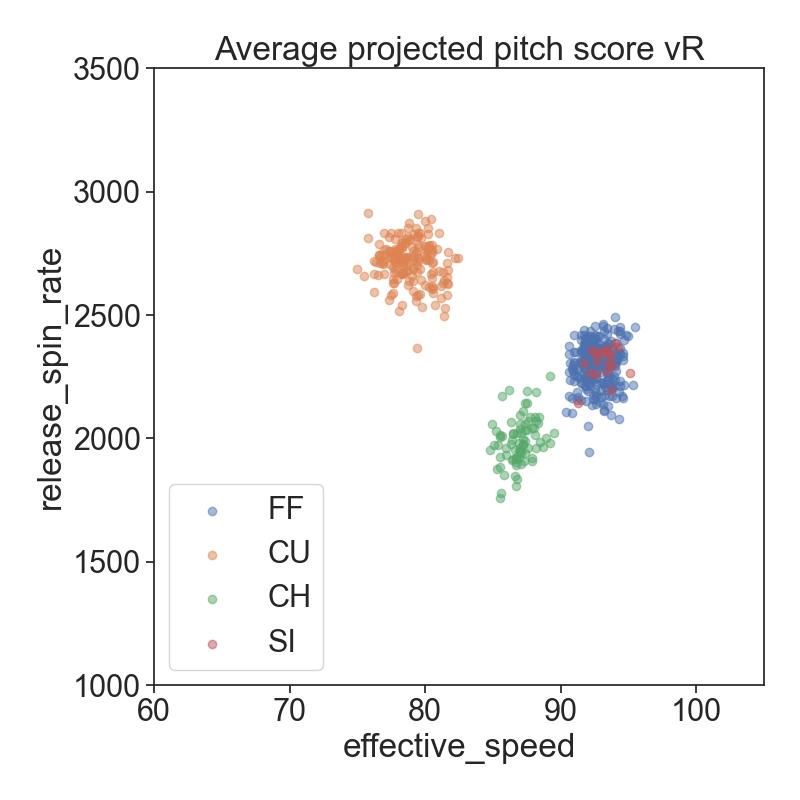 Average projected pitch score vR
3500
3000
2500
2000
1500
1000
release_spin_rate
FF
CU
CH
SI
60
70
80
90
100
effective_speed